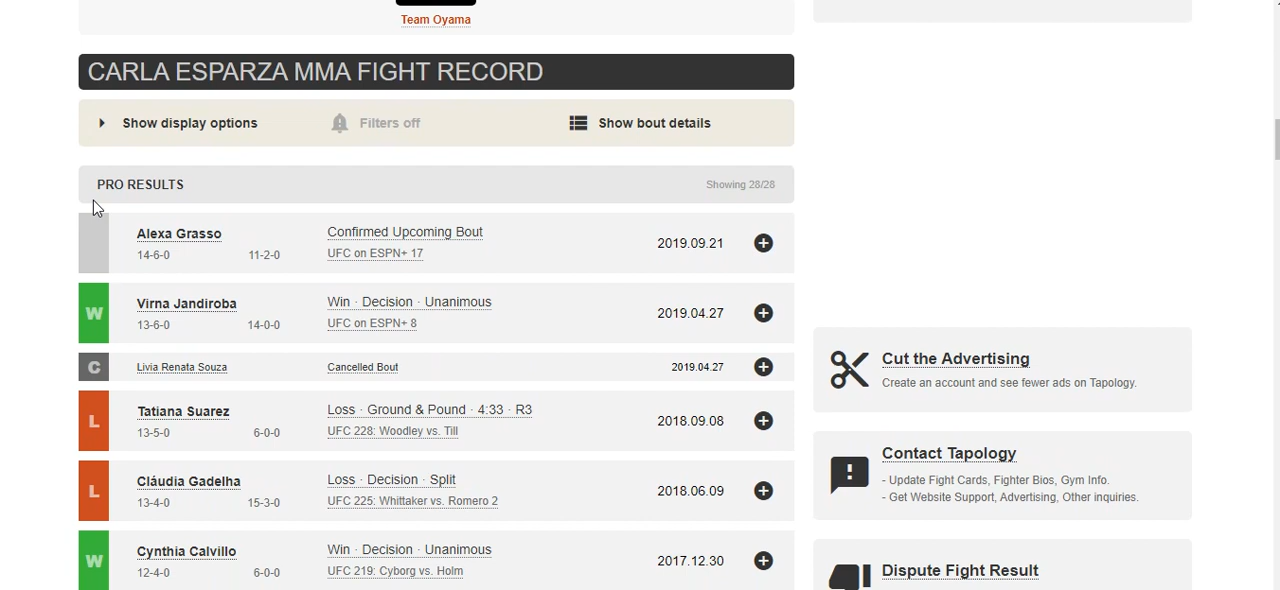 Team Oyama
CARLA ESPARZA MMA FIGHT RECORD
Show display options
Filters off
Show bout details
PRO RESULTS
Showing 28/28
Alexa Grasso
Confirmed Upcoming Bout
2019.09.21
14-6-0
11-2-0
UFC on ESPN+ 17
W
Virna Jandiroba
Win · Decision · Unanimous
2019.04.27
13-6-0
14-0-0
UFC on ESPN+ 8
C
Livia Renata Souza
Cancelled Bout
2019.04.27
L
Tatiana Suarez
Loss · Ground & Pound · 4:33 · R3
2018.09.08
13-5-0
6-0-0
UFC 228: Woodley vs. Till
L
Cláudia Gadelha
Loss · Decision · Split
2018.06.09
13-4-0
15-3-0
UFC 225: Whittaker vs. Romero 2
W
Cynthia Calvillo
Win · Decision · Unanimous
2017.12.30
12-4-0
6-0-0
UFC 219: Cyborg vs. Holm
Cut the Advertising
Create an account and see fewer ads on Tapology.
Contact Tapology
- Update Fight Cards, Fighter Bios, Gym Info.
- Get Website Support, Advertising, Other inquiries.
Dispute Fight Result